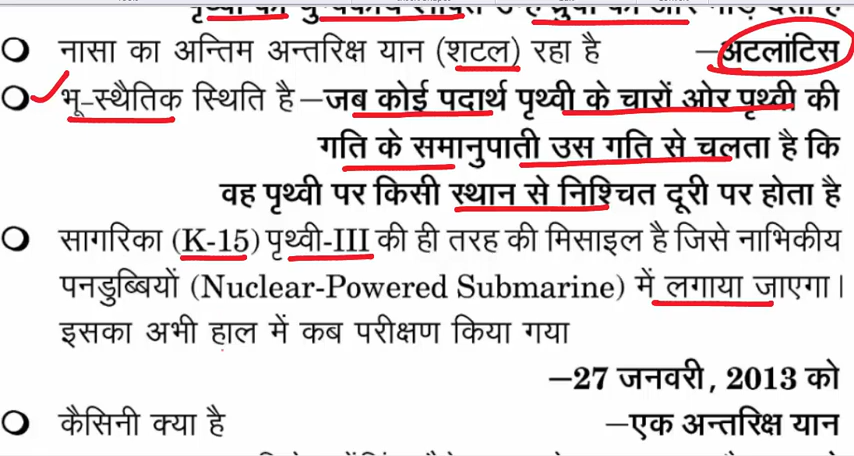 नासा का अन्तिम अन्तरिक्ष यान (शटल) रहा है –अटलांटिस
भू-स्थैतिक स्थिति है–जब कोई पदार्थ पृथ्वी के चारों ओर पृथ्वी की
गति के समानुपाती उस गति से चलता है कि
वह पृथ्वी पर किसी स्थान से निश्चित दूरी पर होता है
सागरिका (K-15) पृथ्वी-III की ही तरह की मिसाइल है जिसे नाभिकीय
पनडुब्बियों (Nuclear-Powered Submarine) में लगाया जाएगा।
इसका अभी हाल में कब परीक्षण किया गया
–27 जनवरी, 2013 को
कैसिनी क्या है –एक अन्तरिक्ष यान